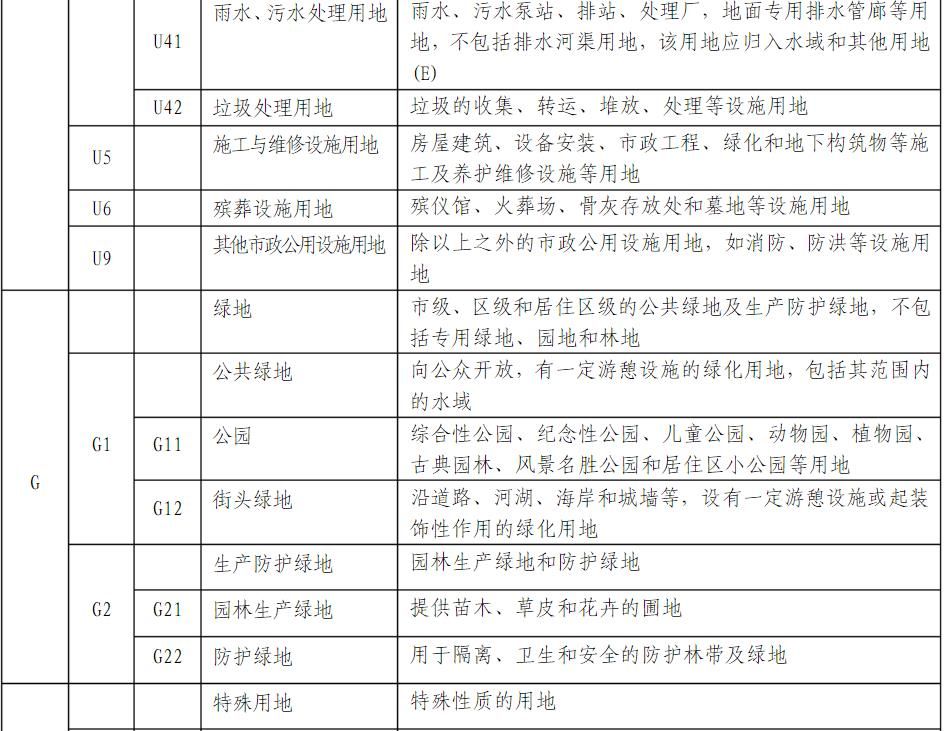 雨水、污水处理用地
雨水、污水泵站、排站、处理厂，地面专用排水管廊等用
U41
地，不包括排水河渠用地，该用地应归入水域和其他用地
(E)
U42
垃圾处理用地
垃圾的收集、转运、堆放、处理等设施用地
U5
施工与维修设施用地
房屋建筑、设备安装、市政工程、绿化和地下构筑物等施
工及养护维修设施等用地
U6
殡葬设施用地
殡仪馆、火葬场、骨灰存放处和墓地等设施用地
U9
其他市政公用设施用地
除以上之外的市政公用设施用地，如消防、防洪等设施用
地
G
绿地
市级、区级和居住区级的公共绿地及生产防护绿地，不包
括专用绿地、园地和林地
G1
公共绿地
向公众开放，有一定游憩设施的绿化用地，包括其范围内
的水域
G11
公园
综合性公园、纪念性公园、儿童公园、动物园、植物园、
古典园林、风景名胜公园和居住区小公园等用地
G12
街头绿地
沿道路、河湖、海岸和城墙等，设有一定游憩设施或起装
饰性作用的绿化用地
G2
生产防护绿地
园林生产绿地和防护绿地
G21
园林生产绿地
提供苗木、草皮和花卉的圃地
G22
防护绿地
用于隔离、卫生和安全的防护林带及绿地
特殊用地
特殊性质的用地